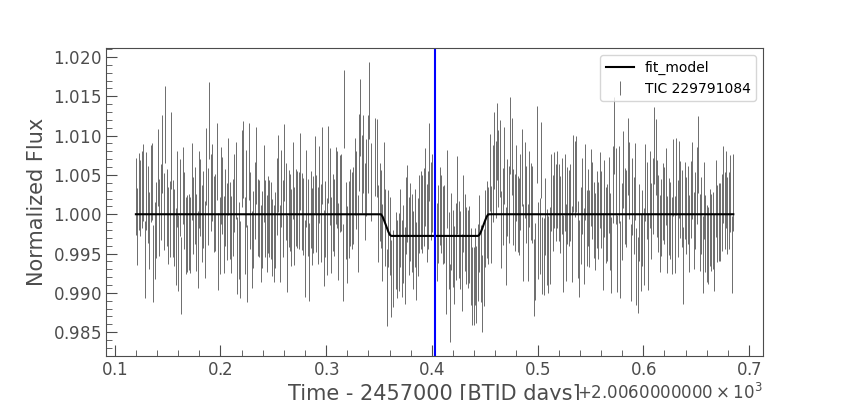 1.020
1.015
1.010
1.005
1.000
0.995
0.990
0.985
Normalized Flux
fit_model
TIC 229791084
0.1 0.2 0.3 0.4 0.5 0.6 0.7
Time - 2457000 [BTJD days]
+2.0060000000 × 10³